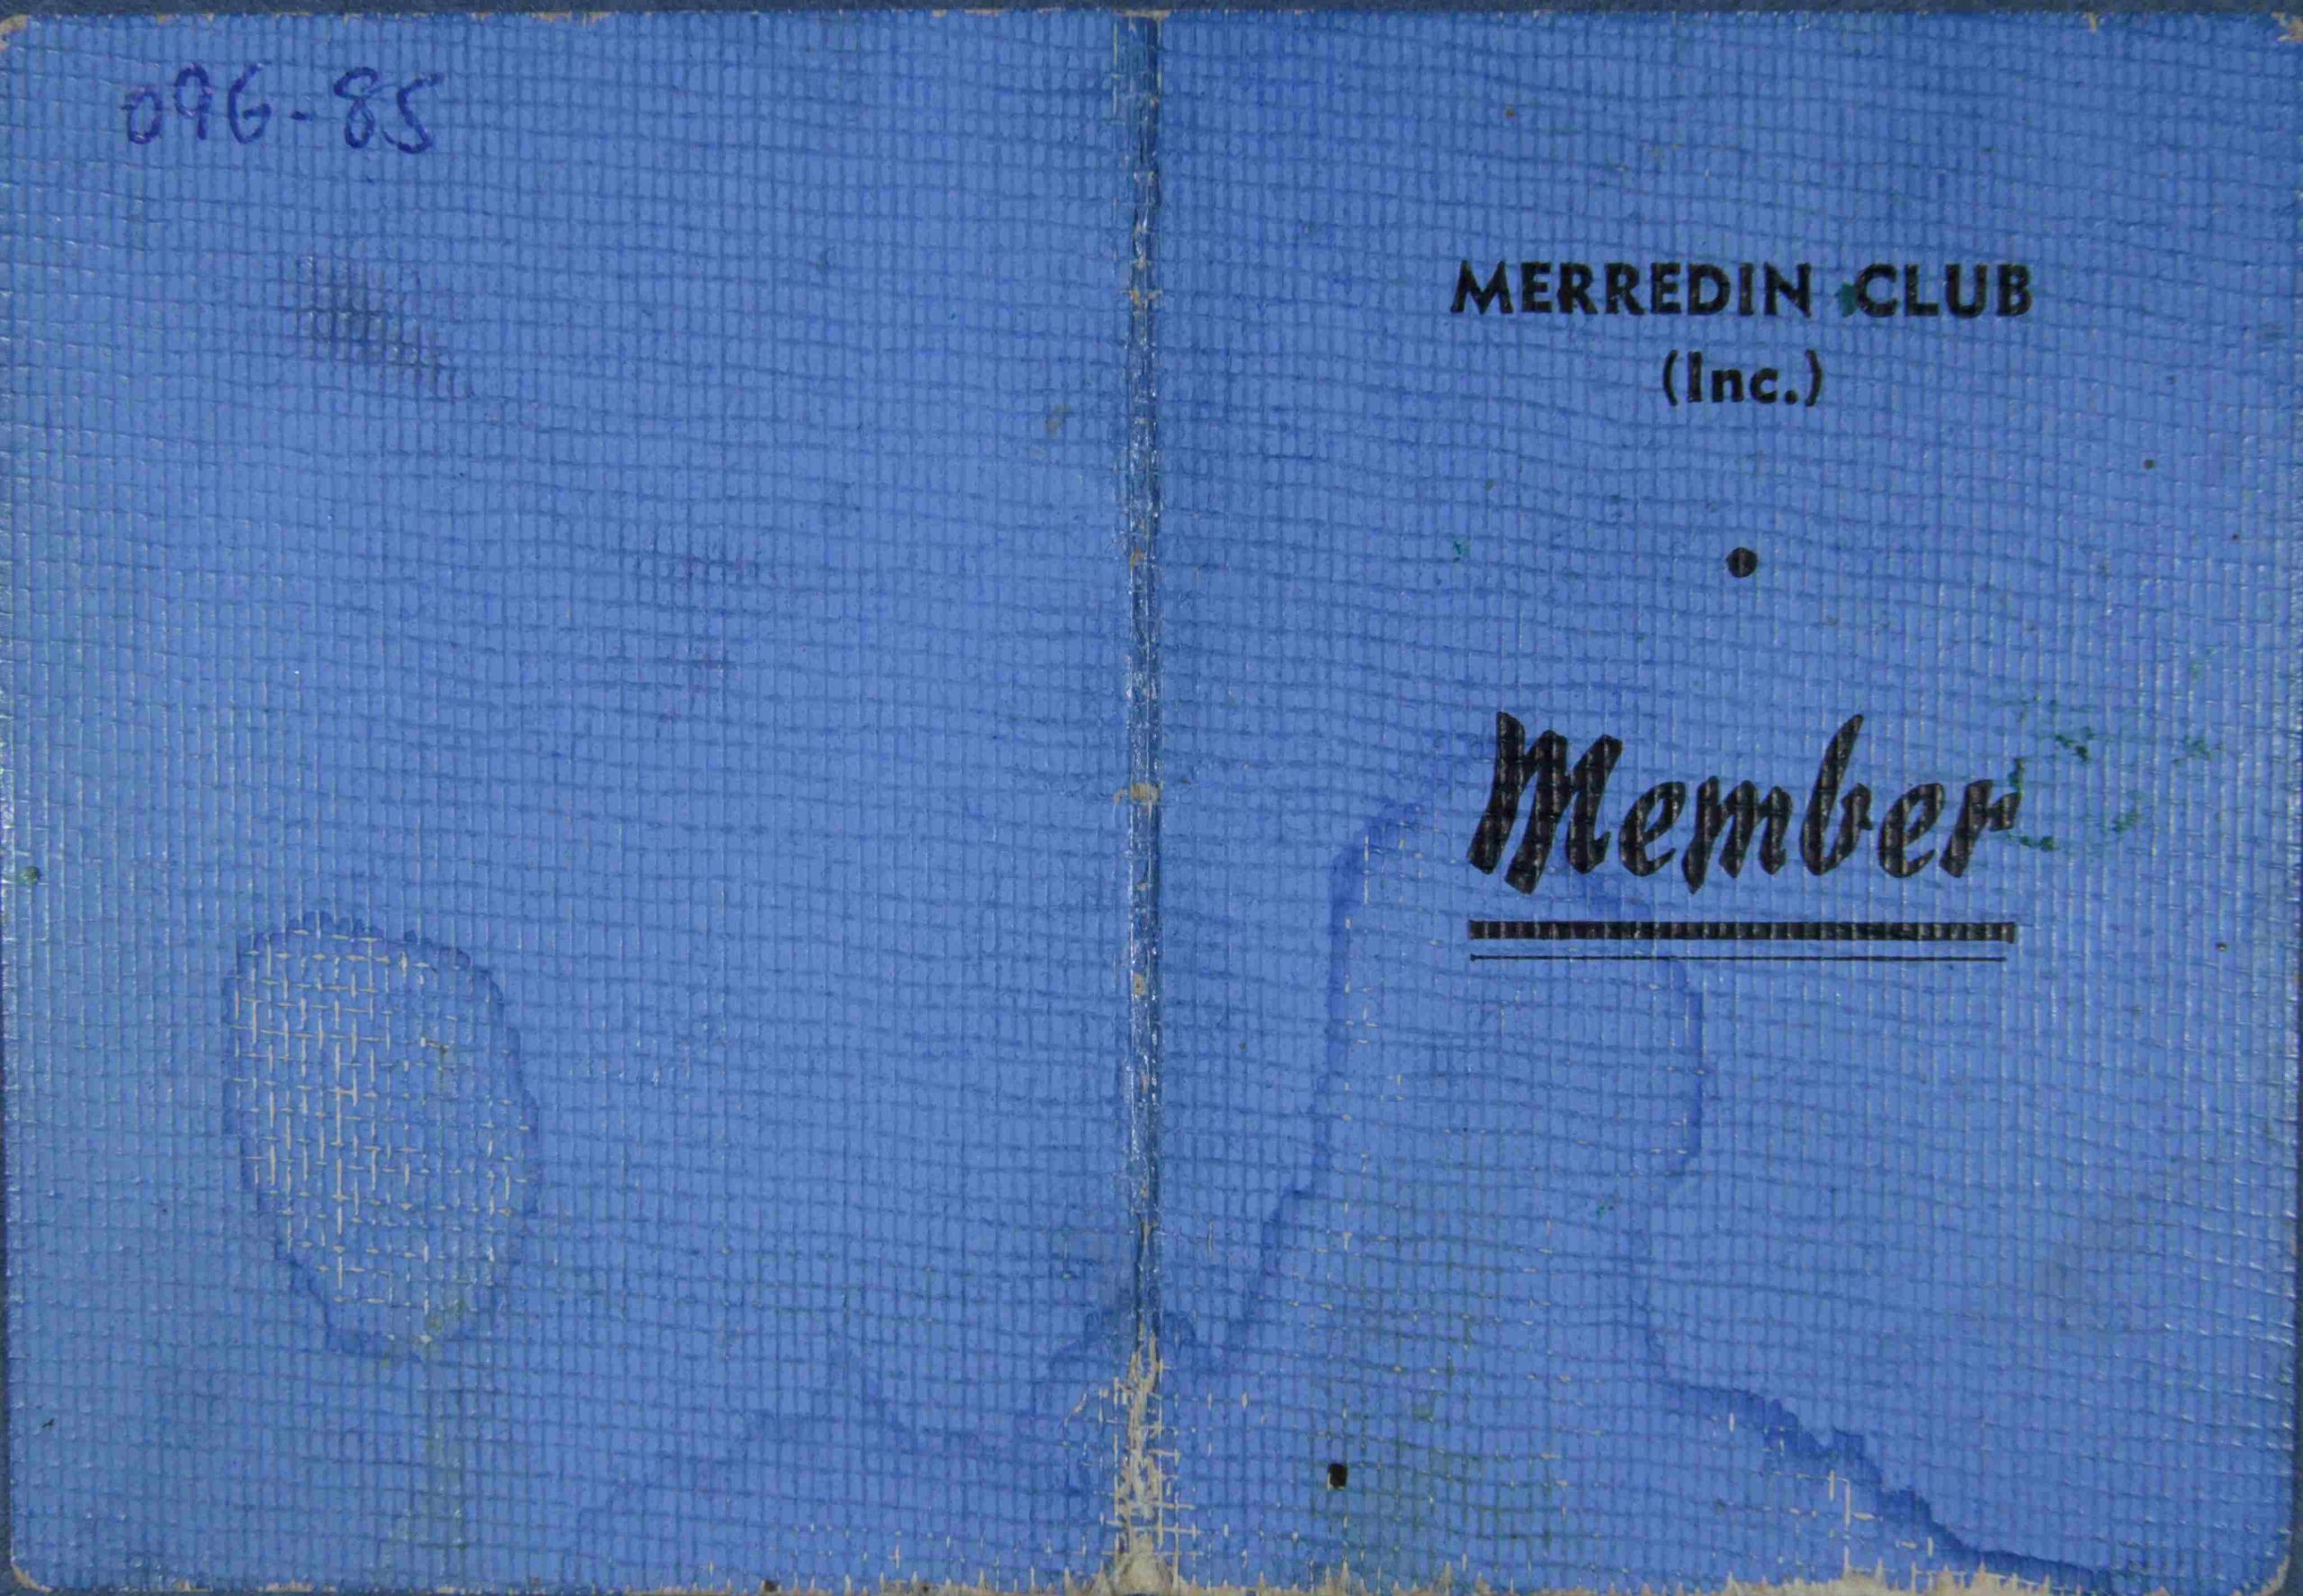 096-85
MERREDIN CLUB
(Inc.)
Member